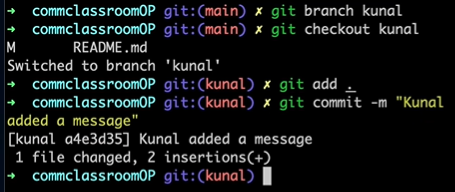 ➜  commclassroomOP git:(main) ✗ git branch kunal
➜  commclassroomOP git:(main) ✗ git checkout kunal
M       README.md
Switched to branch 'kunal'
➜  commclassroomOP git:(kunal) ✗ git add .
➜  commclassroomOP git:(kunal) ✗ git commit -m "Kunal
added a message"
[kunal a4e3d35] Kunal added a message
 1 file changed, 2 insertions(+)
➜  commclassroomOP git:(kunal)